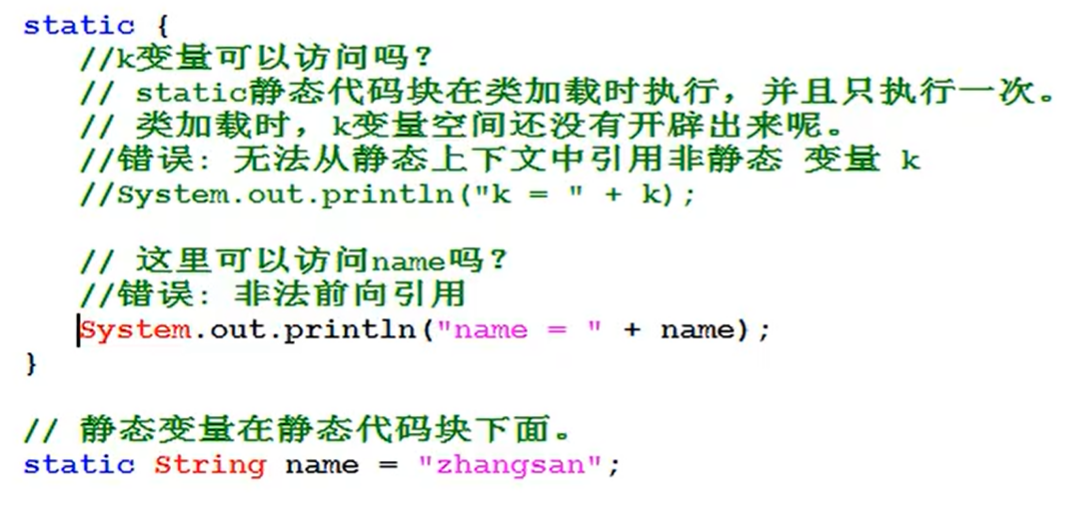 static {
//k变量可以访问吗?
// static静态代码块在类加载时执行，并且只执行一次。
// 类加载时，k变量空间还没有开辟出来呢。
//错误: 无法从静态上下文中引用非静态 变量 k
//System.out.println("k = " + k);
// 这里可以访问name吗?
//错误: 非法前向引用
System.out.println("name = " + name);
}
// 静态变量在静态代码块下面。
static String name = "zhangsan";